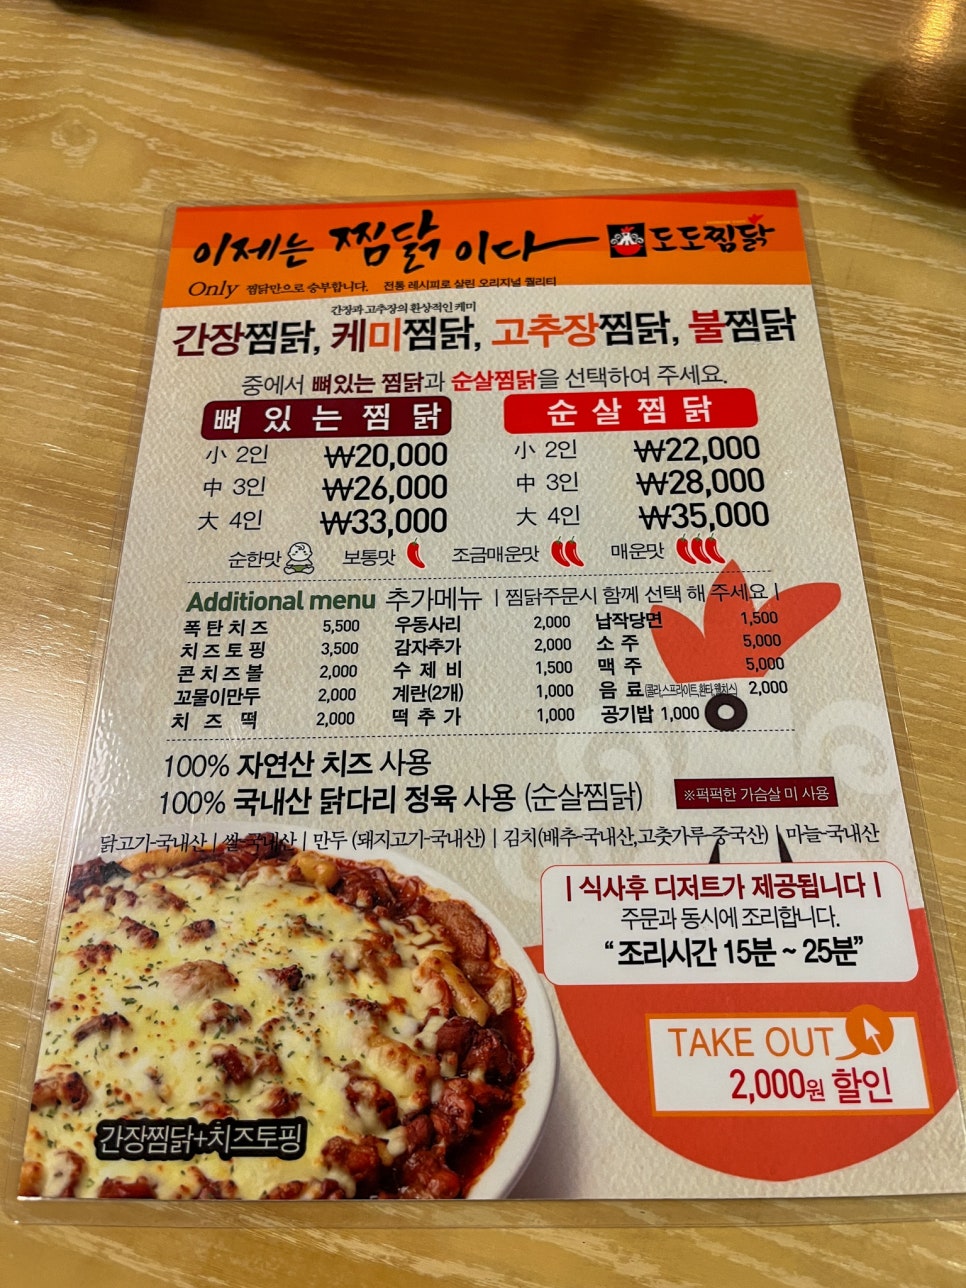 이제는 찜닭 이다
도도찜닭
Only 찜닭만으로 승부합니다. 전통 레시피로 살린 오리지널 퀄리티
간장과 고추장의 환상적인 케미
간장찜닭, 케미찜닭, 고추장찜닭, 불찜닭
중에서 뼈있는 찜닭과 순살찜닭을 선택하여 주세요.
뼈 있 는 찜 닭
小 2인 ₩20,000
中 3인 ₩26,000
大 4인 ₩33,000
순 살 찜 닭
小 2인 ₩22,000
中 3인 ₩28,000
大 4인 ₩35,000
순한맛 보통맛 조금매운맛 매운맛
Additional menu 추가메뉴 | 찜닭주문시 함께 선택 해 주세요 |
폭 탄 치 즈 5,500
치 즈 토 핑 3,500
콘 치 즈 볼 2,000
꼬물이만두 2,000
치 즈 떡 2,000
우동사리 2,000
감자추가 2,000
수 제 비 1,500
계란(2개) 1,000
떡 추 가 1,000
납작당면 1,500
소 주 5,000
맥 주 5,000
음 료(콜라,스프라이트,환타,웰치스) 2,000
공기밥 1,000
100% 자연산 치즈 사용
100% 국내산 닭다리 정육 사용 (순살찜닭)
※퍽퍽한 가슴살 미 사용
닭고기-국내산 | 쌀-국내산 | 만두 (돼지고기-국내산) | 김치(배추-국내산,고춧가루-중국산) | 마늘-국내산
| 식사후 디저트가 제공됩니다 |
주문과 동시에 조리합니다.
“ 조리시간 15분 ~ 25분”
TAKE OUT
2,000원 할인
간장찜닭+치즈토핑